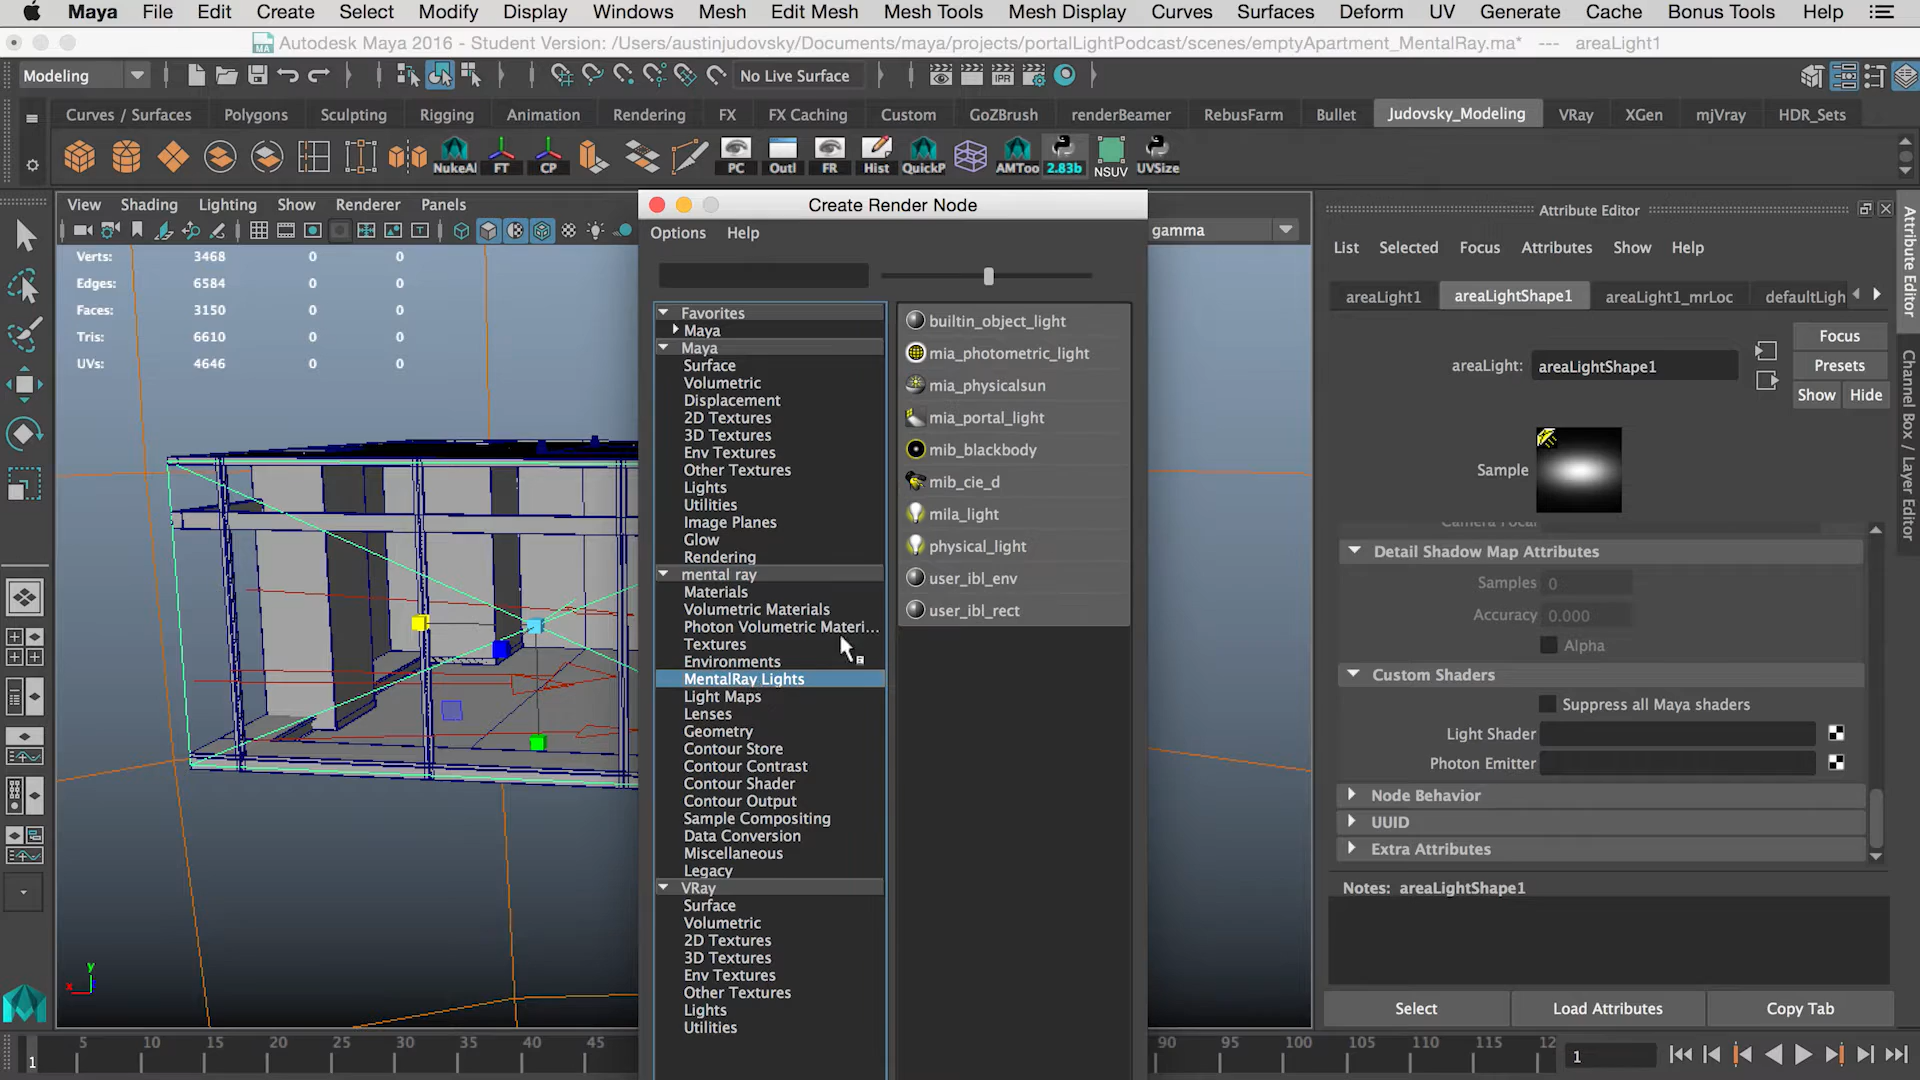 Maya File Edit Create Select Modify Display Windows Mesh Edit Mesh Mesh Tools Mesh Display Curves Surfaces Deform UV Generate Cache Bonus Tools Help
MA
Autodesk Maya 2016 - Student Version: /Users/austinjudovsky/Documents/maya/projects/portalLightPodcast/scenes/emptyApartment_MentalRay.ma* --- areaLight1
Modeling
IPR
No Live Surface
Curves / Surfaces Polygons Sculpting Rigging Animation Rendering FX FX Caching Custom GoZBrush renderBeamer RebusFarm Bullet Judovsky_Modeling VRay XGen mjVray HDR_Sets
NukeAI FT CP PC Outl FR Hist QuickP AMToo 2.83b NSUV UVSize
View Shading Lighting Show Renderer Panels
gamma
Verts: 3468 0 0
Edges: 6584 0 0
Faces: 3150 0 0
Tris: 6610 0 0
UVs: 4646 0 0
y
x
Create Render Node
Options Help
Favorites
Maya
Maya
Surface
Volumetric
Displacement
2D Textures
3D Textures
Env Textures
Other Textures
Lights
Utilities
Image Planes
Glow
Rendering
mental ray
Materials
Volumetric Materials
Photon Volumetric Materi...
Textures
Environments
MentalRay Lights
Light Maps
Lenses
Geometry
Contour Store
Contour Contrast
Contour Shader
Contour Output
Sample Compositing
Data Conversion
Miscellaneous
Legacy
VRay
Surface
Volumetric
2D Textures
3D Textures
Env Textures
Other Textures
Lights
Utilities
builtin_object_light
mia_photometric_light
mia_physicalsun
mia_portal_light
mib_blackbody
mib_cie_d
mila_light
physical_light
user_ibl_env
user_ibl_rect
Attribute Editor
List Selected Focus Attributes Show Help
areaLight1 areaLightShape1 areaLight1_mrLoc defaultLigh
Focus
areaLight: areaLightShape1
Presets
Show Hide
Sample
Detail Shadow Map Attributes
Samples 0
Accuracy 0.000
Alpha
Custom Shaders
Suppress all Maya shaders
Light Shader
Photon Emitter
Node Behavior
UUID
Extra Attributes
Notes: areaLightShape1
Select Load Attributes Copy Tab
Attribute Editor
Channel Box / Layer Editor
1 5 10 15 20 25 30 35 40 45 90 95 100 105 110 115 12
1